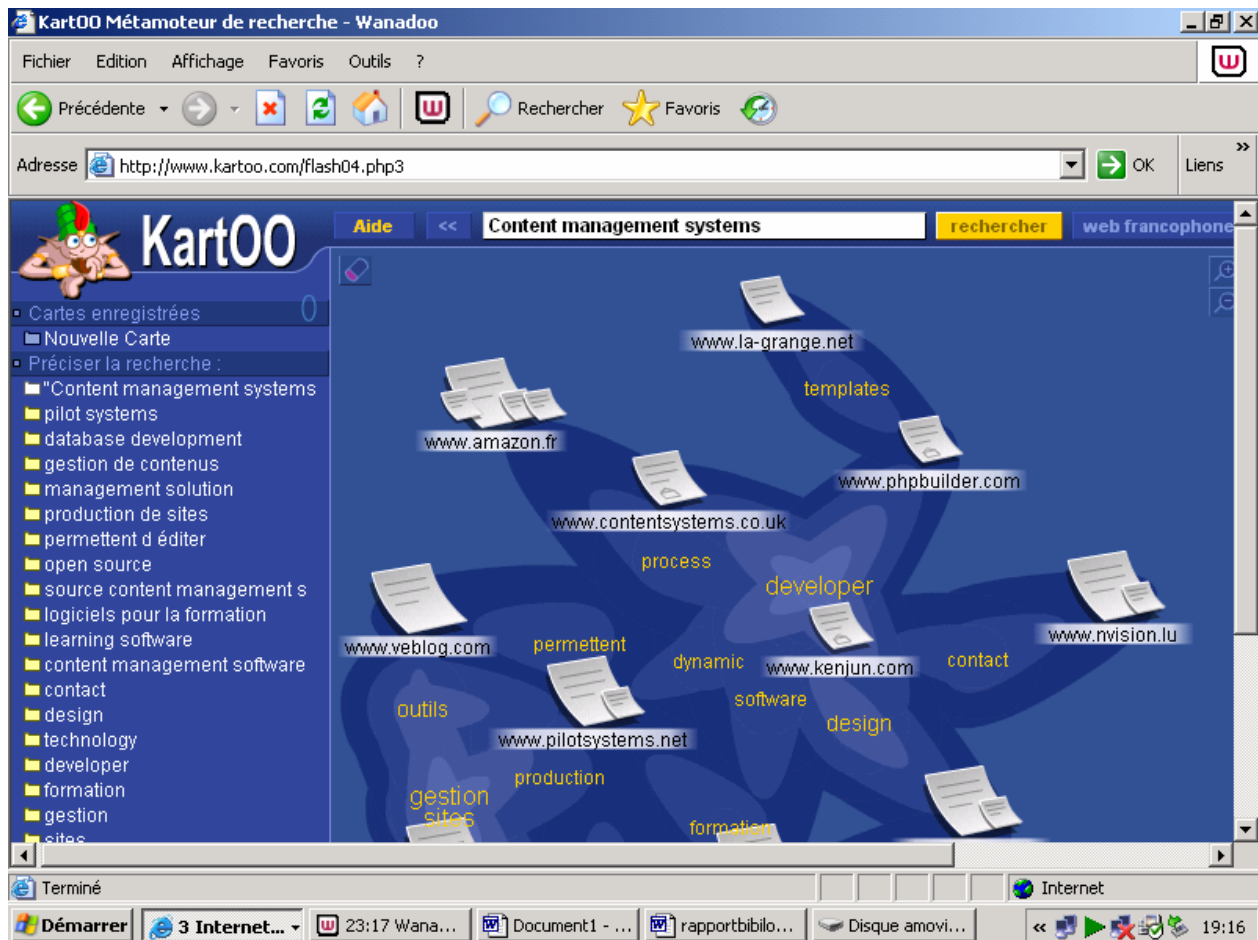 KartOO Métamoteur de recherche - Wanadoo
Fichier Edition Affichage Favoris Outils ?
Précédente Rechercher Favoris
Adresse http://www.kartoo.com/flash04.php3 OK Liens »
KartOO
Aide << Content management systems rechercher web francophone
Cartes enregistrées 0
Nouvelle Carte
Préciser la recherche :
"Content management systems
pilot systems
database development
gestion de contenus
management solution
production de sites
permettent d éditer
open source
source content management s
logiciels pour la formation
learning software
content management software
contact
design
technology
developer
formation
gestion
sites
www.la-grange.net
templates
www.amazon.fr
www.phpbuilder.com
www.contentsystems.co.uk
process
developer
www.nvision.lu
www.veblog.com
permettent
dynamic
www.kenjun.com
contact
software
outils
design
www.pilotsystems.net
production
gestion
sites
formation
Terminé Internet
Démarrer 3 Internet... 23:17 Wana... Document1 - ... rapportbibilo... Disque amovi... « 19:16